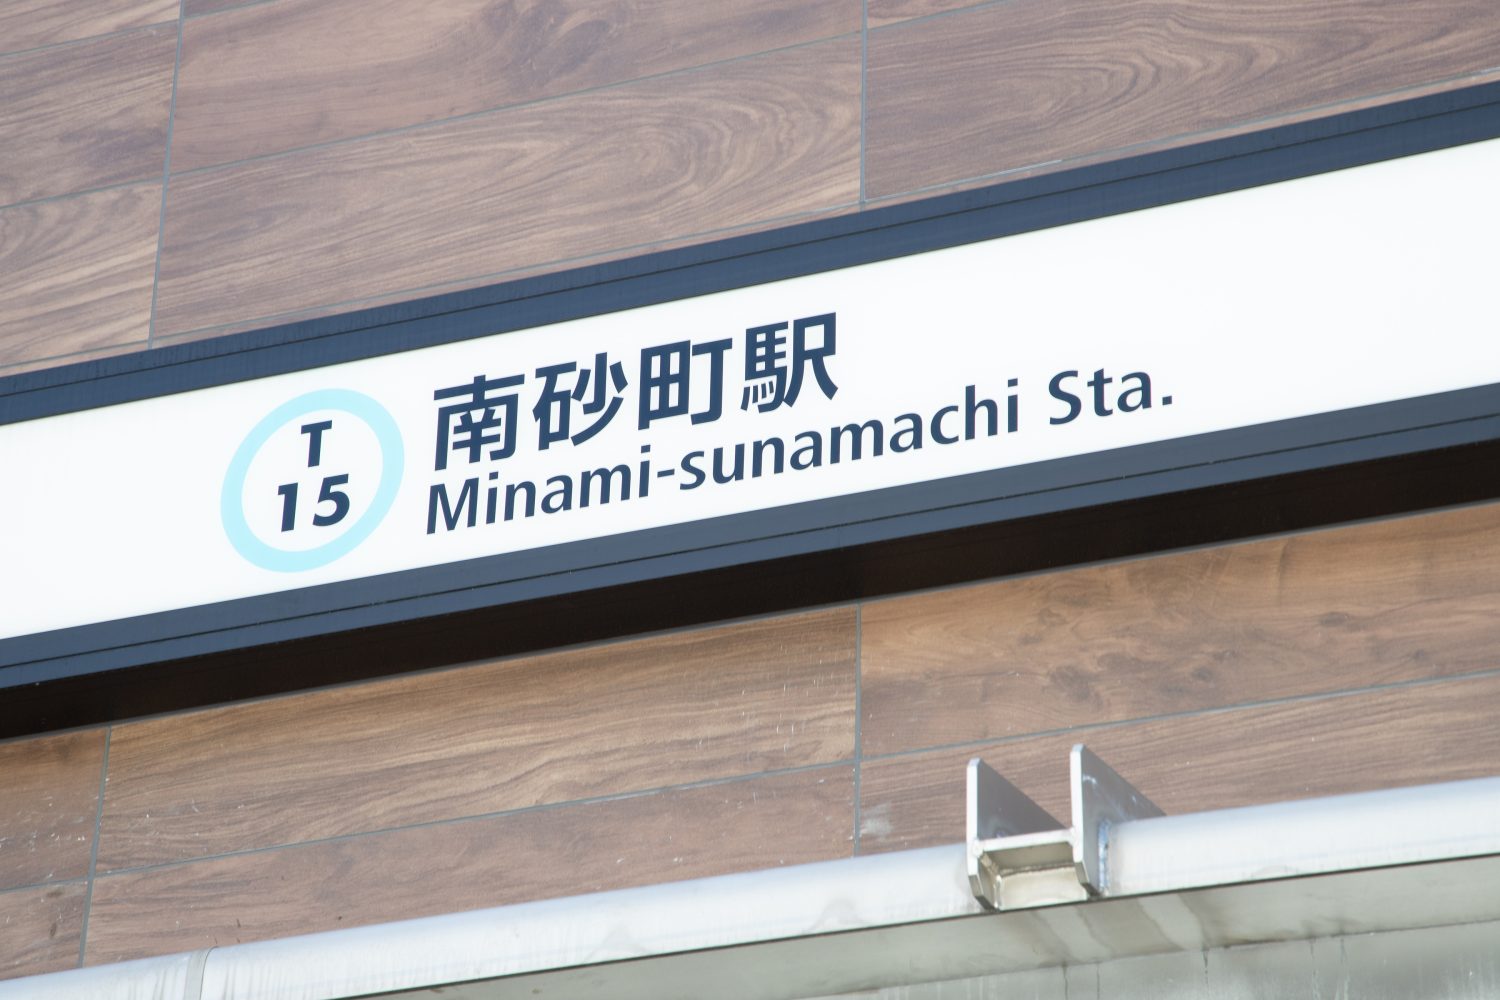 T
15
南砂町駅
Minami-sunamachi Sta.